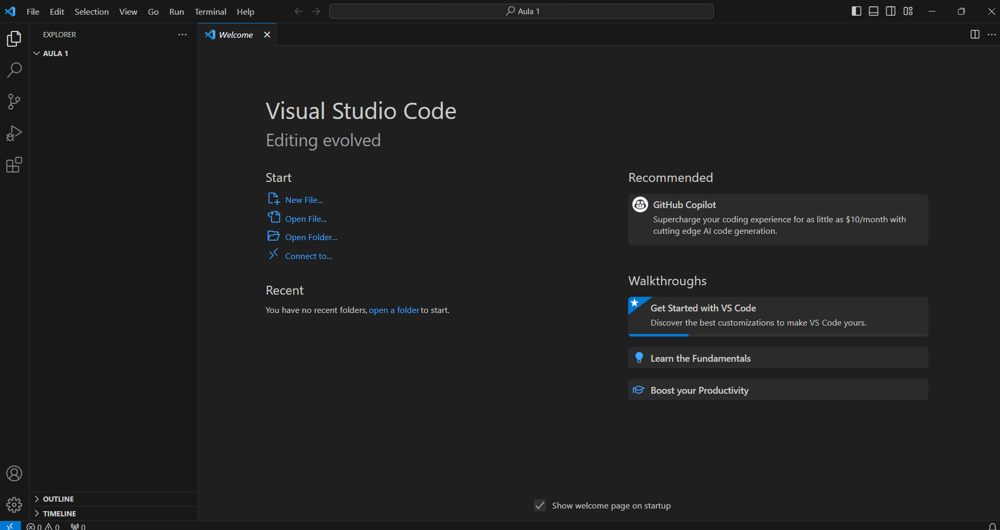 File Edit Selection View Go Run Terminal Help
Aula 1
EXPLORER
AULA 1
OUTLINE
TIMELINE
Welcome
Visual Studio Code
Editing evolved
Start
New File...
Open File...
Open Folder...
Connect to...
Recent
You have no recent folders, open a folder to start.
Recommended
GitHub Copilot
Supercharge your coding experience for as little as $10/month with
cutting edge AI code generation.
Walkthroughs
Get Started with VS Code
Discover the best customizations to make VS Code yours.
Learn the Fundamentals
Boost your Productivity
Show welcome page on startup
0 0 0